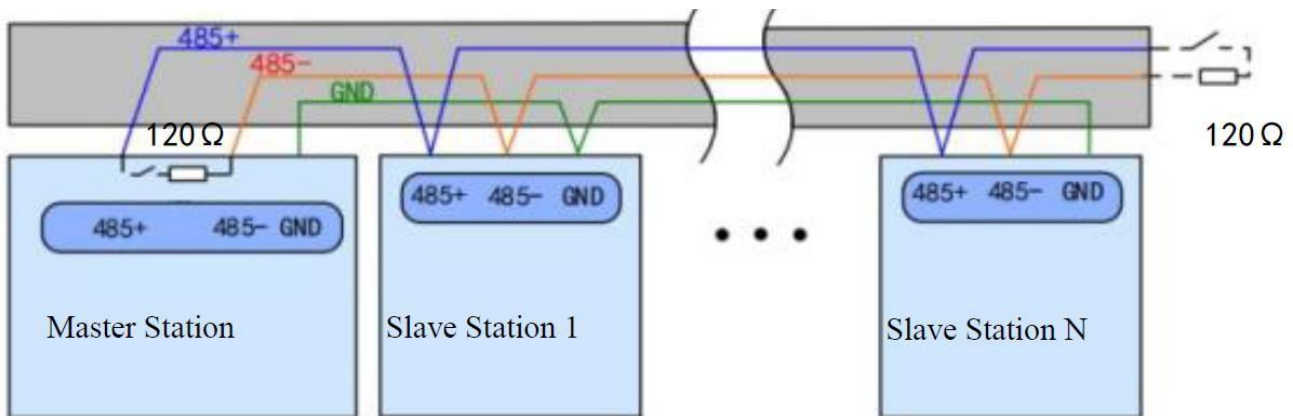 485+
485-
GND
120Ω
120Ω
485+ 485- GND
485+ 485- GND
485+ 485- GND
Master Station
Slave Station 1
Slave Station N